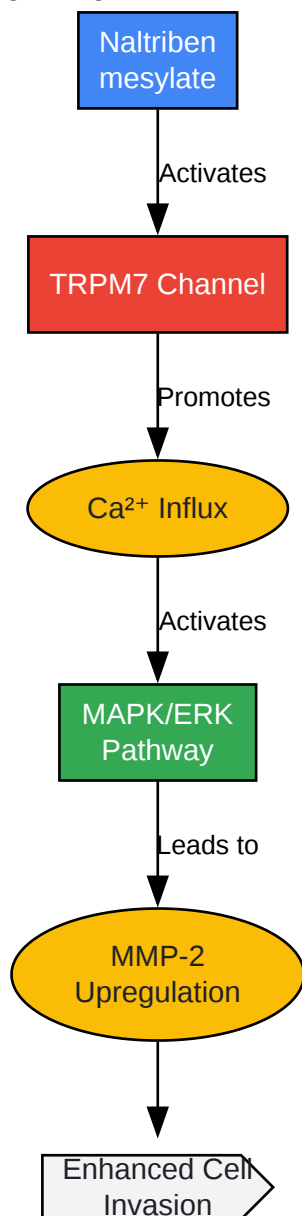 Naltriben
mesylate
Activates
TRPM7 Channel
Promotes
Ca²⁺ Influx
Activates
MAPK/ERK
Pathway
Leads to
MMP-2
Upregulation
Enhanced Cell
Invasion